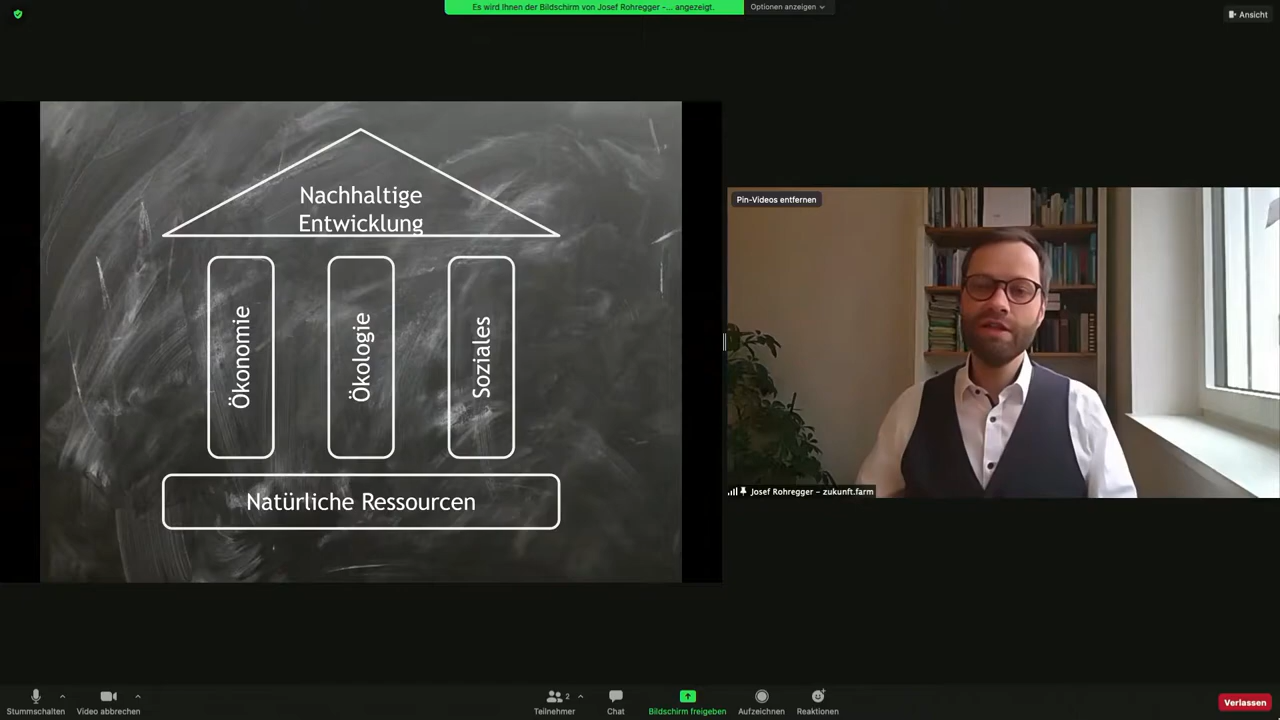 Es wird Ihnen der Bildschirm von Josef Rohregger -... angezeigt.
Optionen anzeigen
Ansicht
Nachhaltige
Entwicklung
Ökonomie
Ökologie
Soziales
Natürliche Ressourcen
Pin-Videos entfernen
Josef Rohregger – zukunft.farm
Stummschalten
Video abbrechen
2
Teilnehmer
Chat
Bildschirm freigeben
Aufzeichnen
Reaktionen
Verlassen